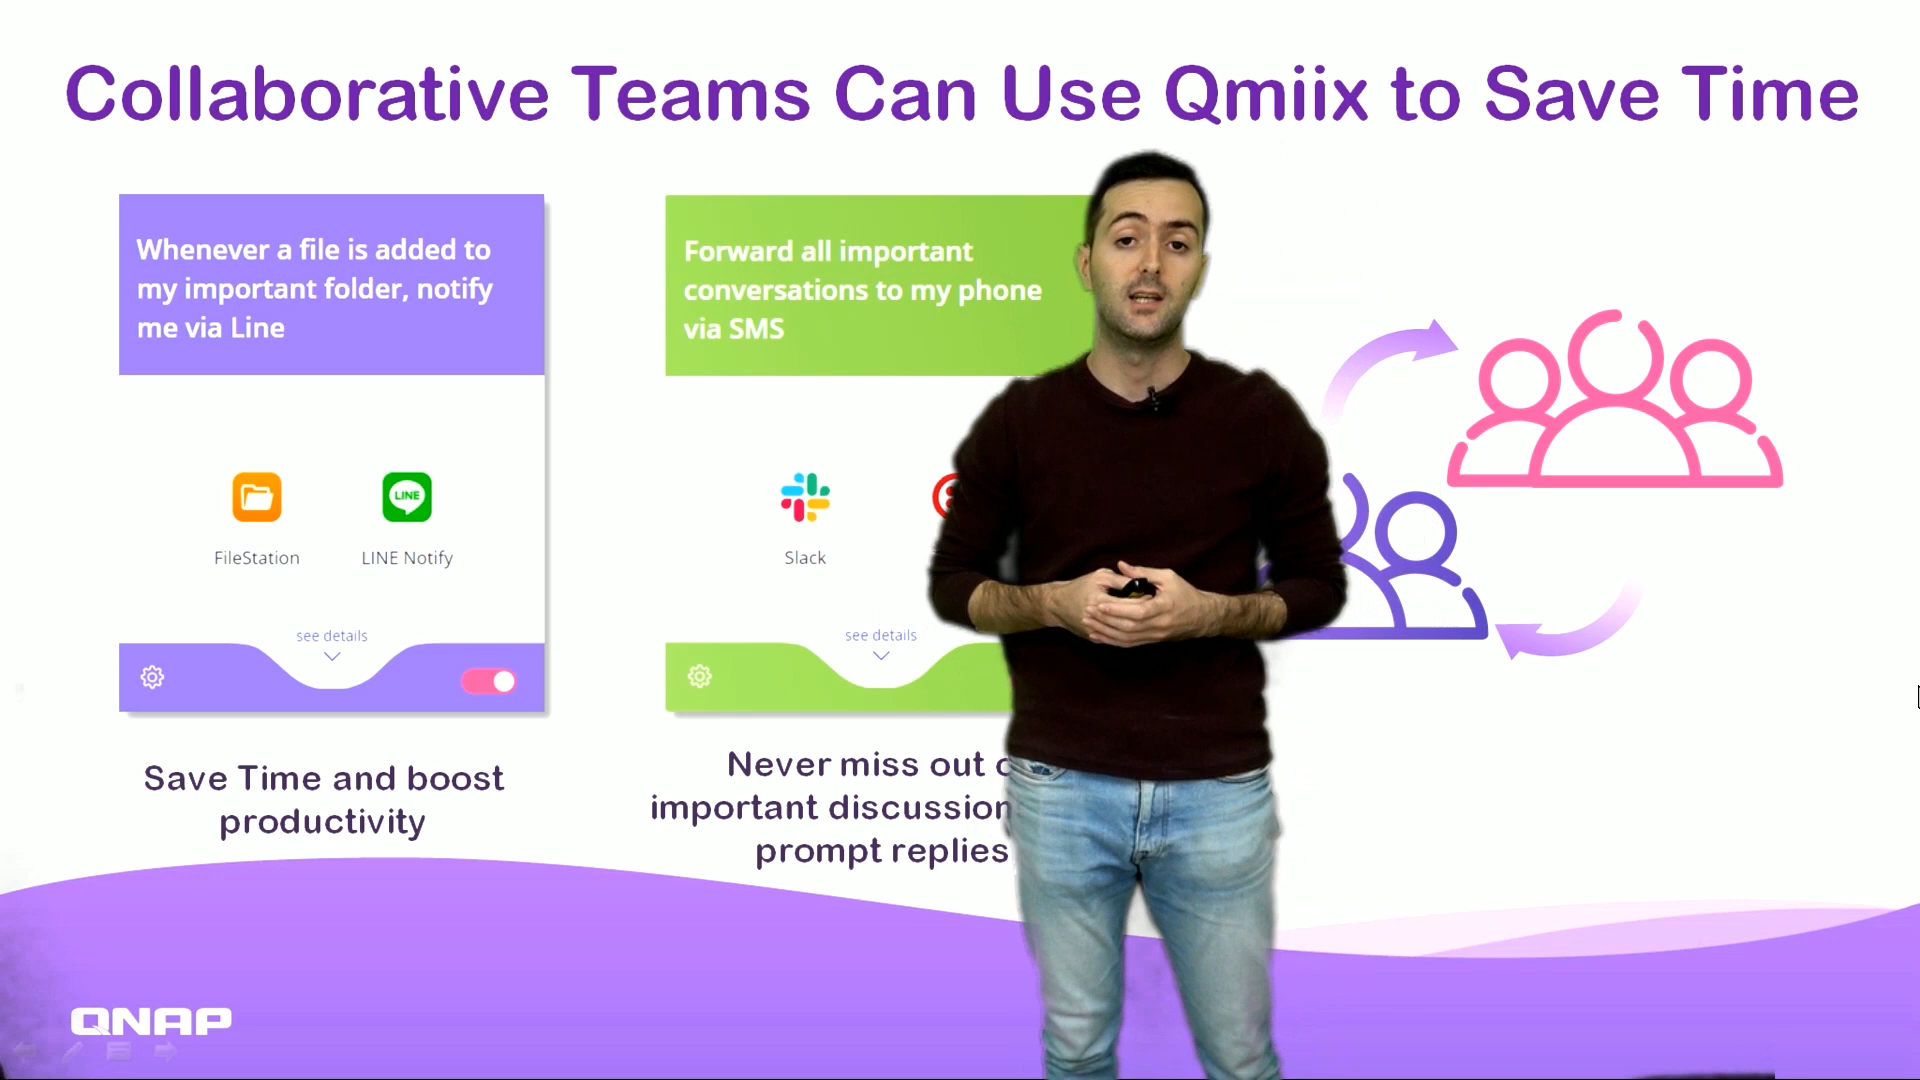 Collaborative Teams Can Use Qmiix to Save Time
Whenever a file is added to
my important folder, notify
me via Line
LINE
FileStation
LINE Notify
see details
Save Time and boost
productivity
Forward all important
conversations to my phone
via SMS
Slack
see details
Never miss out
important discussion
prompt replies
QNAP